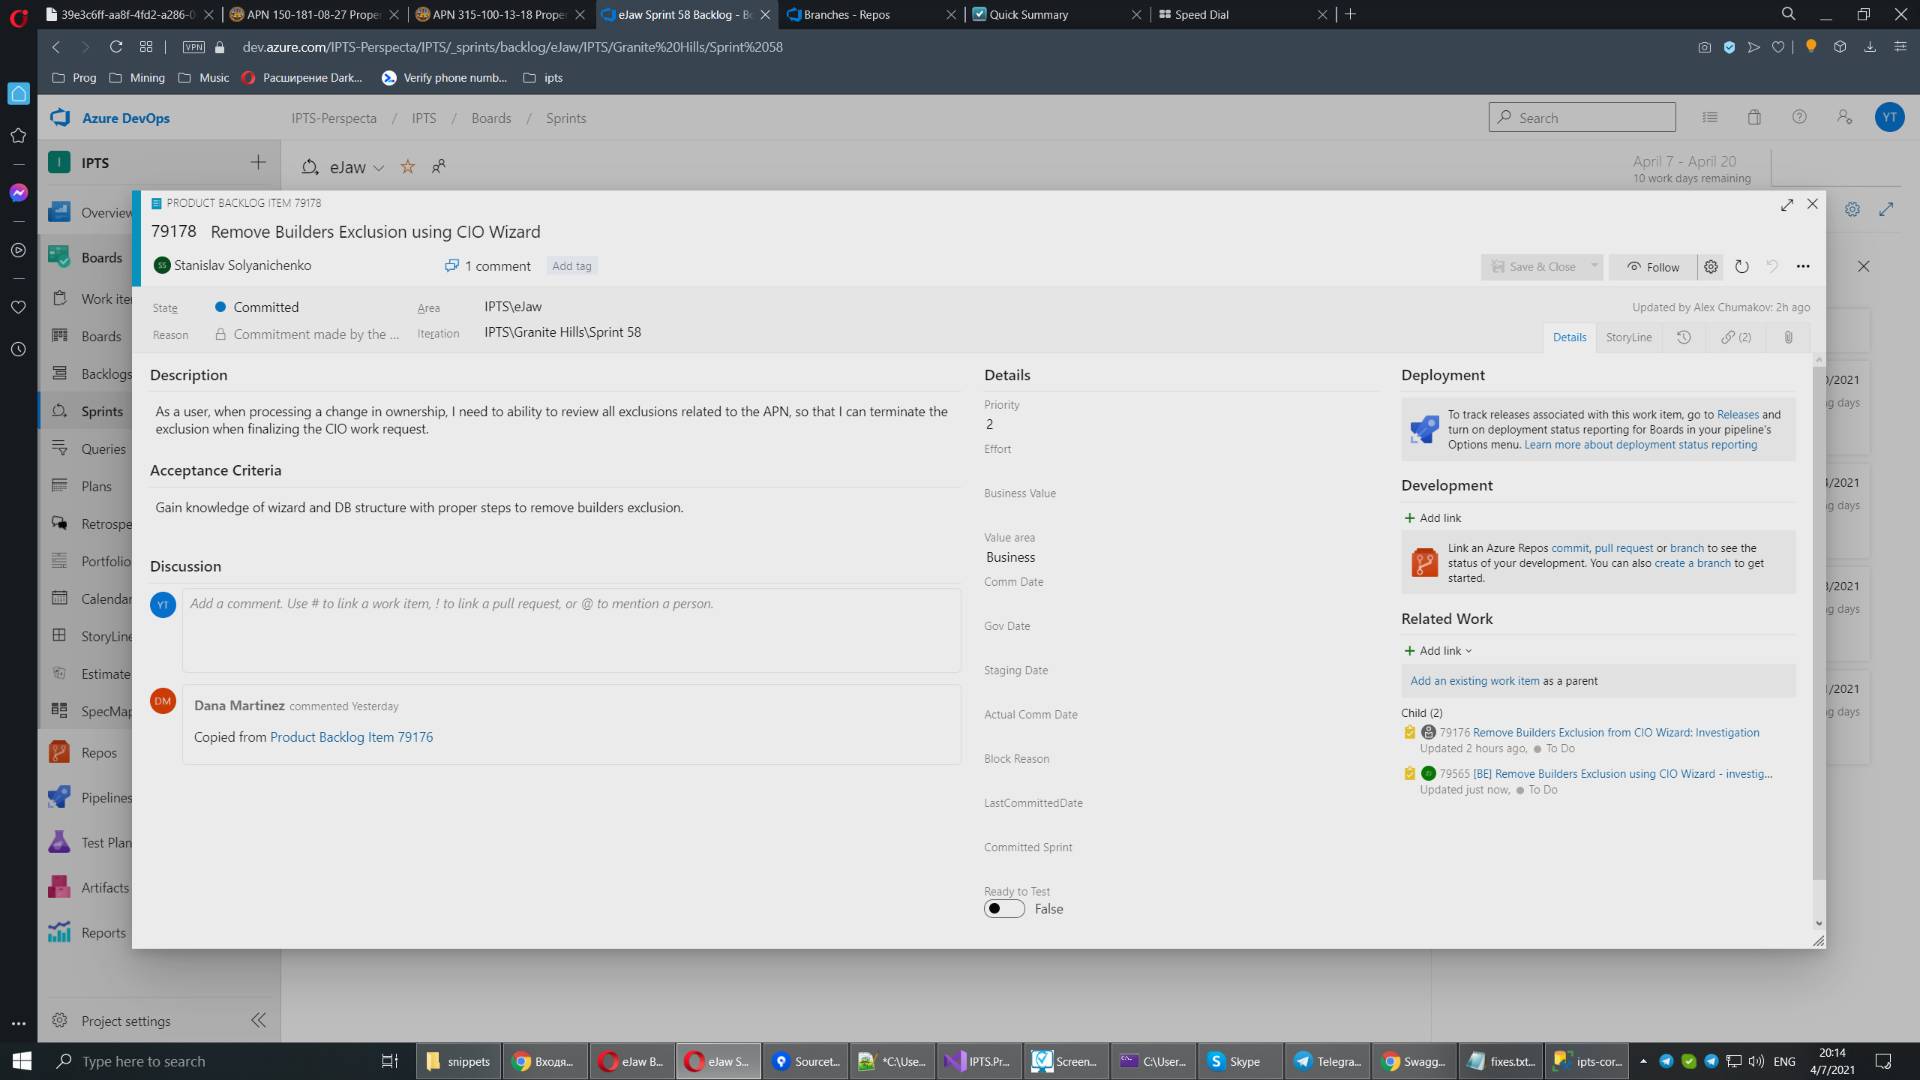 39e3c6ff-aa8f-4fd2-a286-0
APN 150-181-08-27 Proper
APN 315-100-13-18 Proper
eJaw Sprint 58 Backlog - Bo
Branches - Repos
Quick Summary
Speed Dial
VPN
dev.azure.com/IPTS-Perspecta/IPTS/_sprints/backlog/eJaw/IPTS/Granite%20Hills/Sprint%2058
Prog
Mining
Music
Расширение Dark...
Verify phone numb...
ipts
Azure DevOps
IPTS-Perspecta / IPTS / Boards / Sprints
Search
YT
I IPTS
eJaw
April 7 - April 20
10 work days remaining
Overview
Boards
Work ite
Boards
Backlogs
Sprints
Queries
Plans
Retrospe
Portfolio
Calendar
StoryLine
Estimate
SpecMap
Repos
Pipelines
Test Plan
Artifacts
Reports
Project settings
PRODUCT BACKLOG ITEM 79178
79178 Remove Builders Exclusion using CIO Wizard
SS Stanislav Solyanichenko
1 comment
Add tag
Save & Close
Follow
State Committed
Area IPTS\eJaw
Updated by Alex Chumakov: 2h ago
Reason Commitment made by the ...
Iteration IPTS\Granite Hills\Sprint 58
Details
StoryLine
(2)
Description
As a user, when processing a change in ownership, I need to ability to review all exclusions related to the APN, so that I can terminate the
exclusion when finalizing the CIO work request.
Acceptance Criteria
Gain knowledge of wizard and DB structure with proper steps to remove builders exclusion.
Discussion
YT
Add a comment. Use # to link a work item, ! to link a pull request, or @ to mention a person.
DM
Dana Martinez commented Yesterday
Copied from Product Backlog Item 79176
Details
Priority
2
Effort
Business Value
Value area
Business
Comm Date
Gov Date
Staging Date
Actual Comm Date
Block Reason
LastCommittedDate
Committed Sprint
Ready to Test
False
Deployment
To track releases associated with this work item, go to Releases and
turn on deployment status reporting for Boards in your pipeline's
Options menu. Learn more about deployment status reporting
Development
Add link
Link an Azure Repos commit, pull request or branch to see the
status of your development. You can also create a branch to get
started.
Related Work
Add link
Add an existing work item as a parent
Child (2)
79176 Remove Builders Exclusion from CIO Wizard: Investigation
Updated 2 hours ago, To Do
79565 [BE] Remove Builders Exclusion using CIO Wizard - investig...
Updated just now, To Do
/2021
g days
/2021
g days
/2021
g days
/2021
g days
Type here to search
snippets
Входя...
eJaw B...
eJaw S...
Sourcet...
*C:\Use...
IPTS.Pr...
Screen...
C:\User...
Skype
Telegra...
Swagg...
fixes.txt...
ipts-cor...
ENG
20:14
4/7/2021